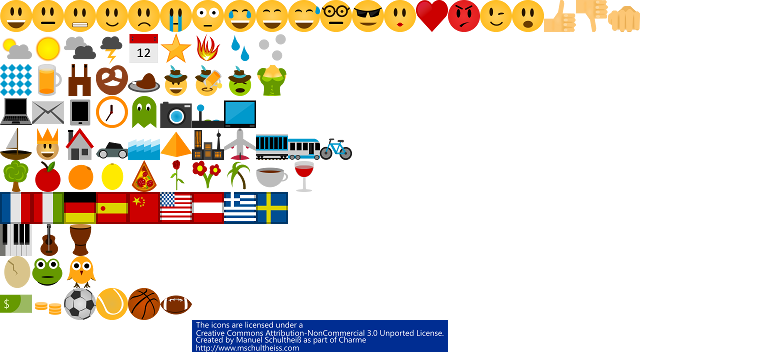 12
$
The icons are licensed under a
Creative Commons Attribution-NonCommercial 3.0 Unported License.
Created by Manuel Schultheiß as part of Charme
http://www.mschultheiss.com